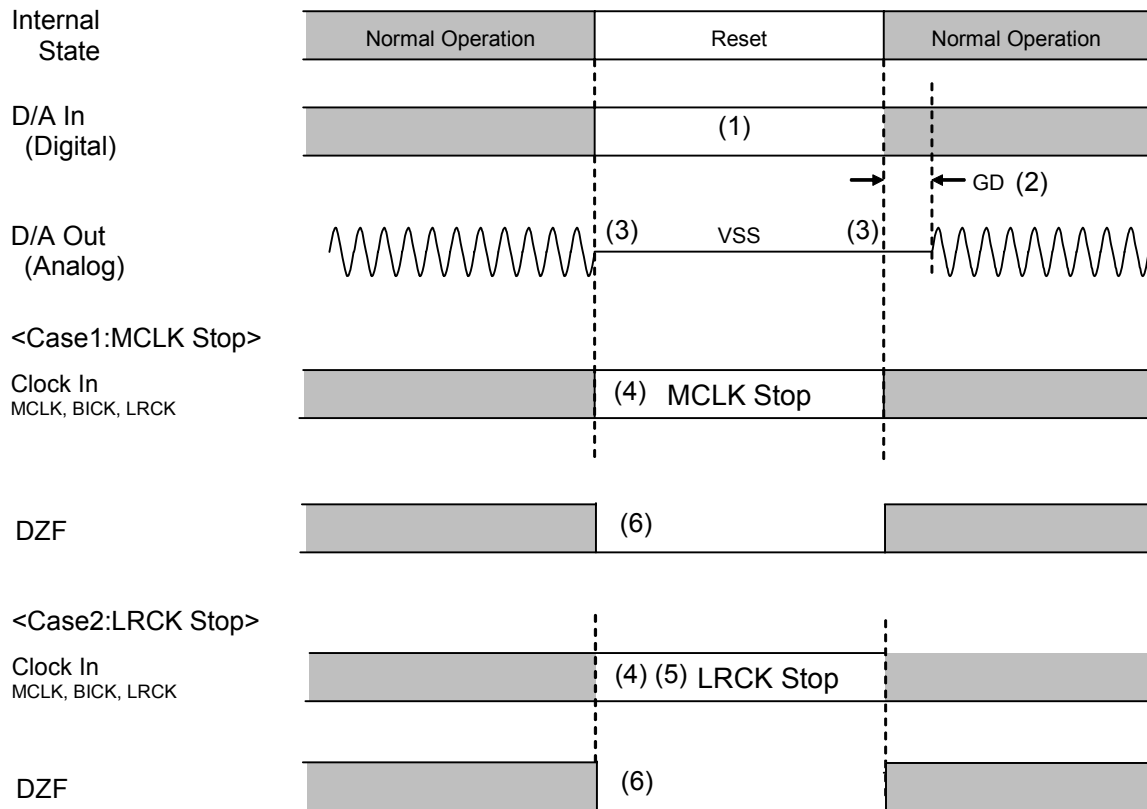 Internal
State
Normal Operation
Reset
Normal Operation
D/A In
(Digital)
(1)
GD (2)
D/A Out
(Analog)
(3)
VSS
(3)
<Case1:MCLK Stop>
Clock In
MCLK, BICK, LRCK
(4) MCLK Stop
DZF
(6)
<Case2:LRCK Stop>
Clock In
MCLK, BICK, LRCK
(4) (5) LRCK Stop
DZF
(6)